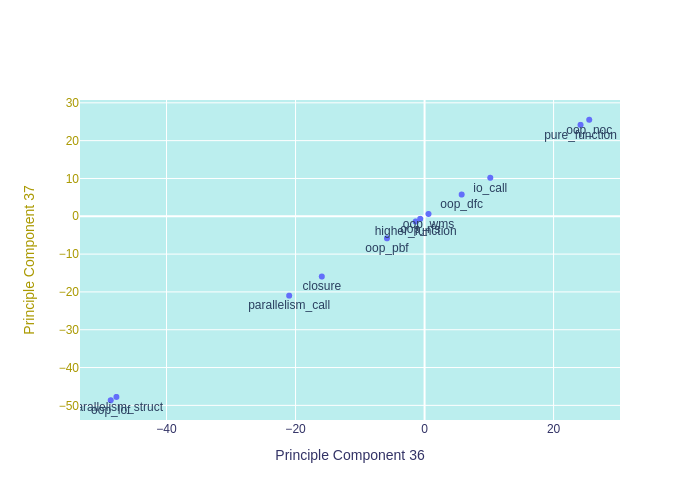 30
20
10
0
−10
−20
−30
−40
−50
−40
−20
0
20
Principle Component 36
Principle Component 37
oop_noc
pure_function
io_call
oop_dfc
oop_wms
higher_function
oop_pbf
closure
parallelism_call
rallelism_struct